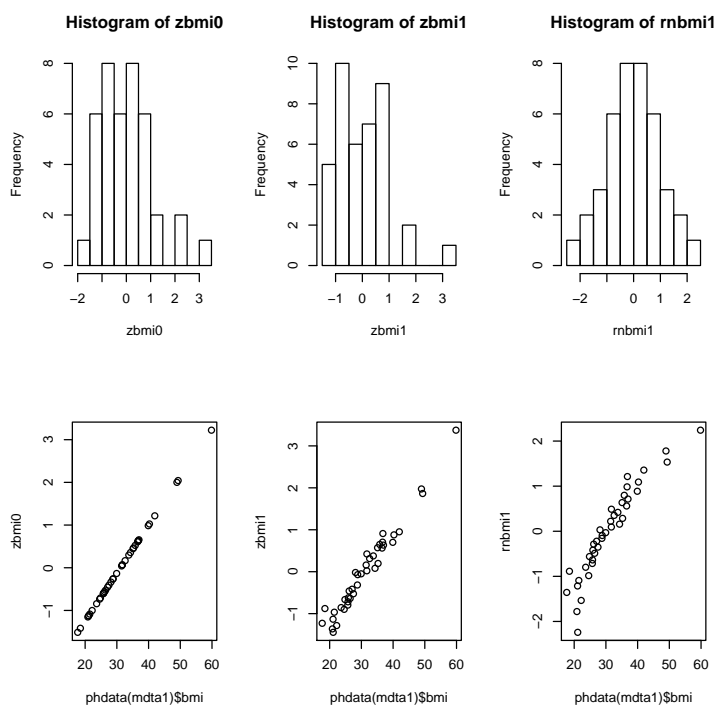 Histogram of zbmi0
Frequency
0 2 4 6 8
−2 0 1 2 3
zbmi0
Histogram of zbmi1
Frequency
0 2 4 6 8 10
−1 0 1 2 3
zbmi1
Histogram of rnbmi1
Frequency
0 2 4 6 8
−2 0 1 2
rnbmi1
zbmi0
−1 0 1 2 3
20 30 40 50 60
phdata(mdta1)$bmi
zbmi1
−1 0 1 2 3
20 30 40 50 60
phdata(mdta1)$bmi
rnbmi1
−2 −1 0 1 2
20 30 40 50 60
phdata(mdta1)$bmi